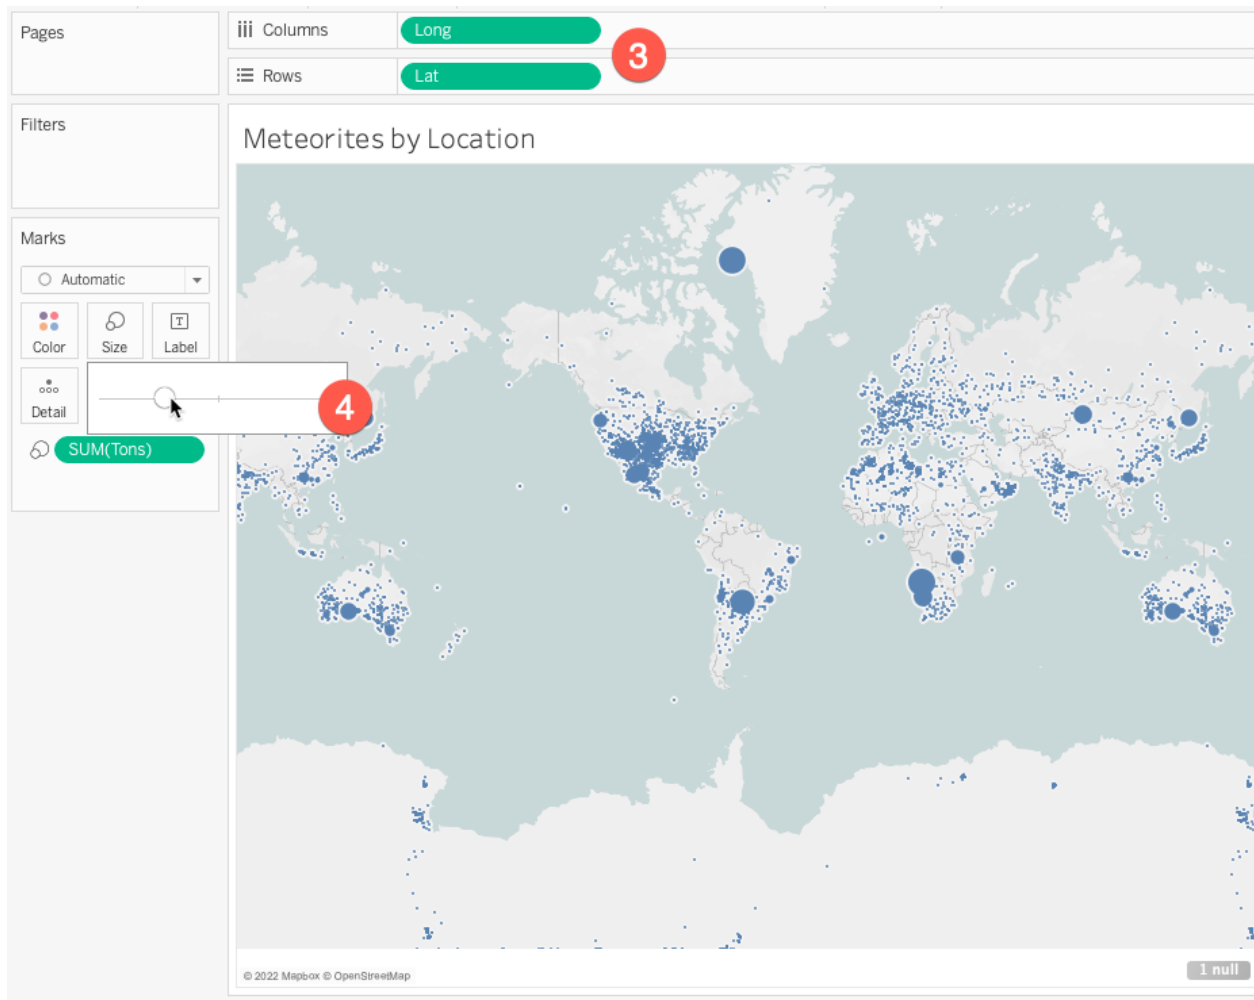 Pages
Columns
Long
3
Rows
Lat
Filters
Meteorites by Location
Marks
Automatic
Color
Size
Label
Detail
4
SUM(Tons)
© 2022 Mapbox © OpenStreetMap
1 null